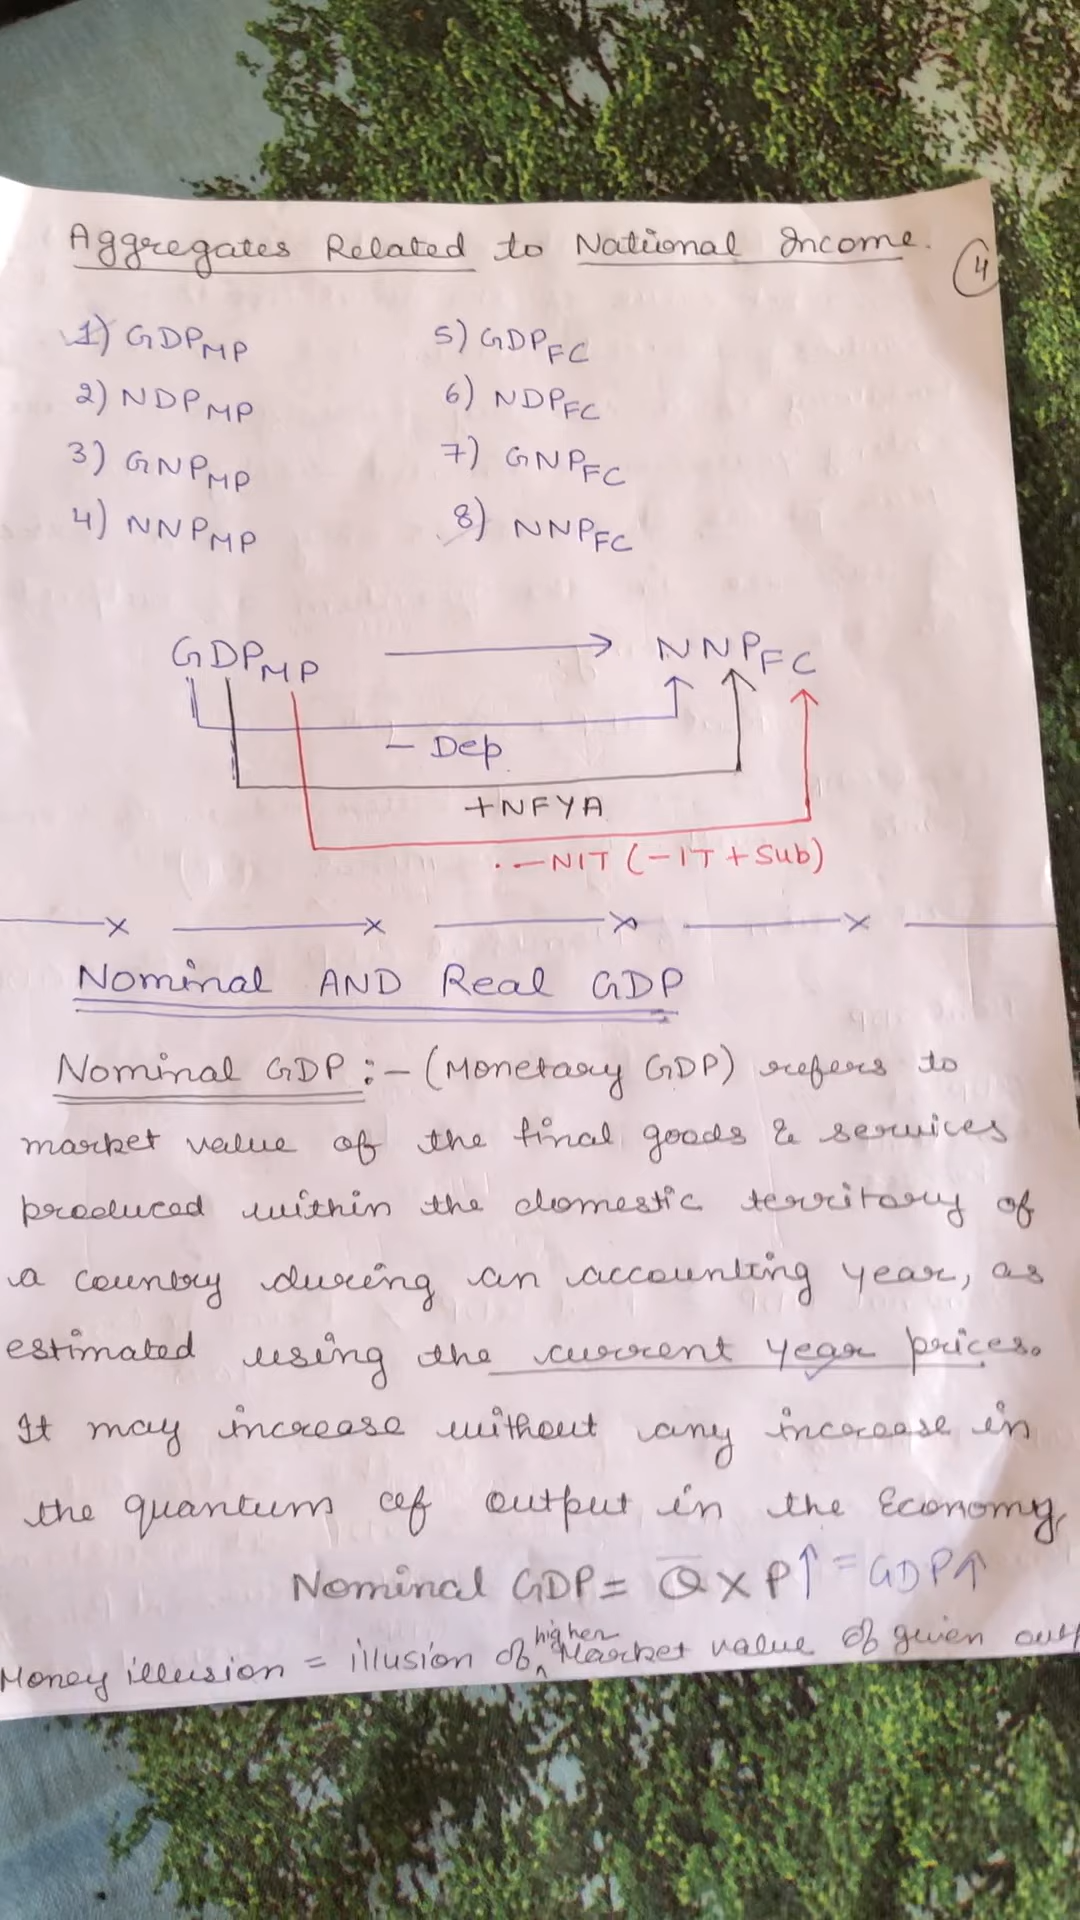 Aggregates Related to National Income.
4
1) GDPMP
5) GDPFC
2) NDPMP
6) NDPFC
3) GNPMP
7) GNPFC
4) NNPMP
8) NNPFC
GDPMP → NNPFC
- Dep.
+NFYA
- NIT (-IT + Sub)
Nominal AND Real GDP
Nominal GDP :- (Monetary GDP) refers to
market value of the final goods & services
produced within the domestic territory of
a country during an accounting year, as
estimated using the current year prices.
It may increase without any increase in
the quantum of output in the Economy,
Nominal GDP = Q̅ X P↑ = GDP↑
higher
Money illusion = illusion of ^ Market value of given outp